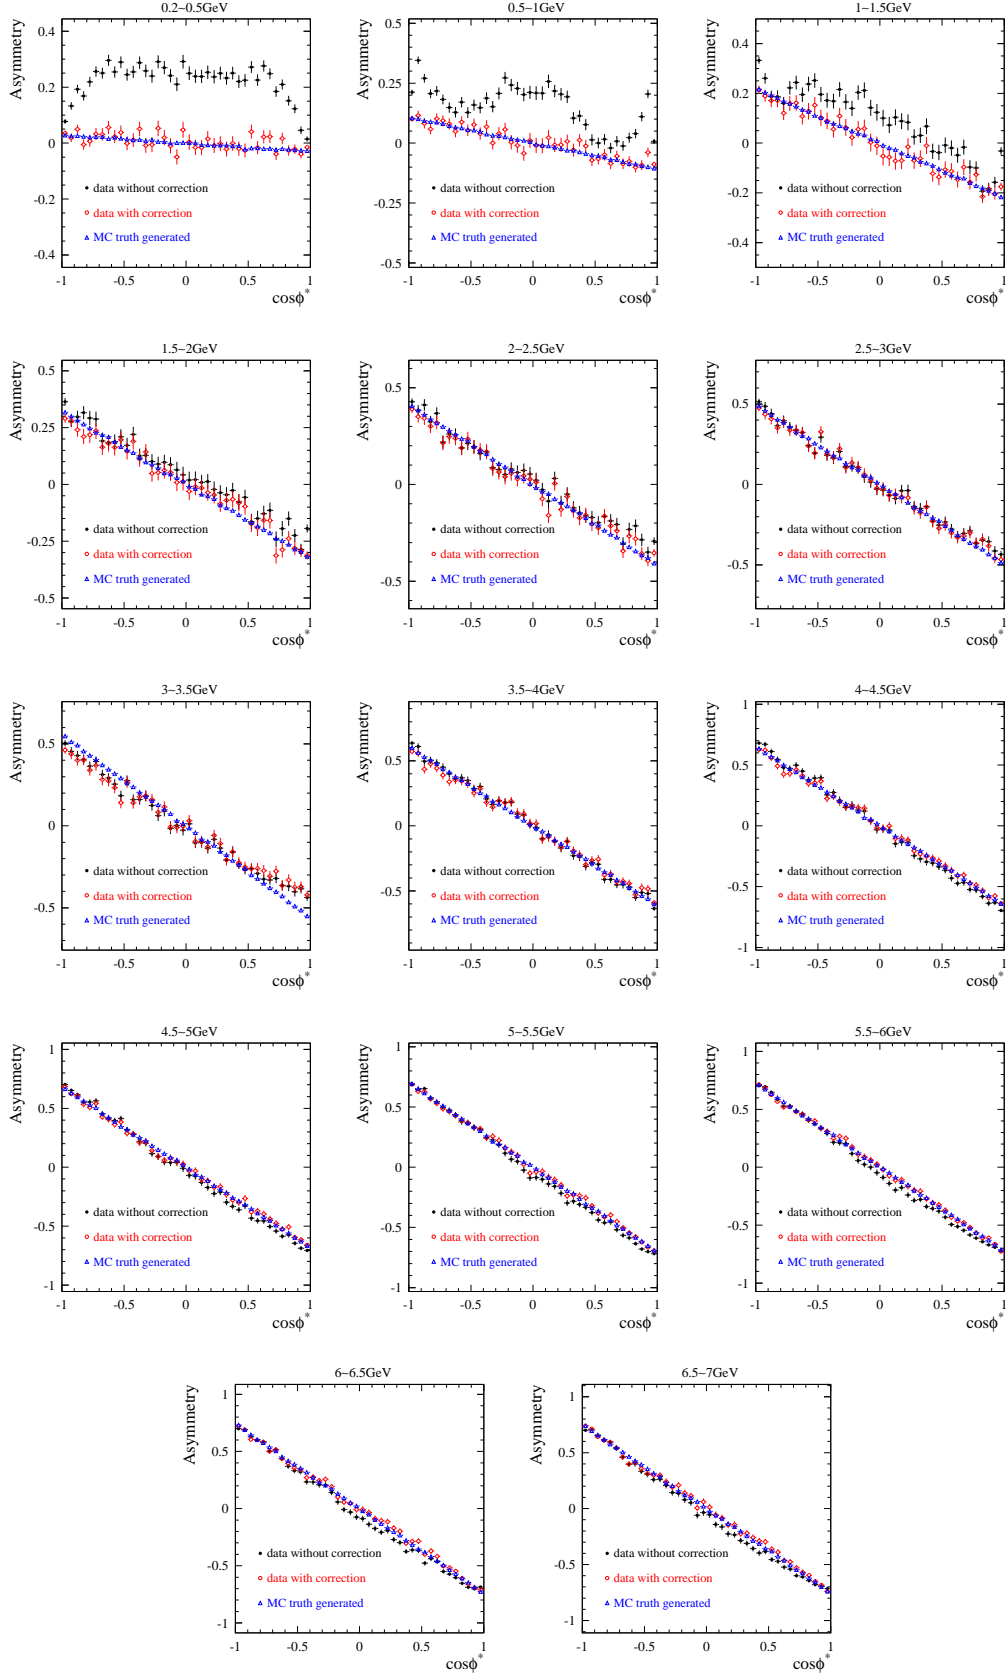 0.2~0.5GeV
Asymmetry
0.4
0.2
0
-0.2
-0.4
data without correction
data with correction
MC truth generated
-1 -0.5 0 0.5 1
cosϕ*
0.5~1GeV
Asymmetry
0.5
0.25
0
-0.25
-0.5
data without correction
data with correction
MC truth generated
-1 -0.5 0 0.5 1
cosϕ*
1~1.5GeV
Asymmetry
0.4
0.2
0
-0.2
-0.4
data without correction
data with correction
MC truth generated
-1 -0.5 0 0.5 1
cosϕ*
1.5~2GeV
Asymmetry
0.5
0.25
0
-0.25
-0.5
data without correction
data with correction
MC truth generated
-1 -0.5 0 0.5 1
cosϕ*
2~2.5GeV
Asymmetry
0.5
0
-0.5
data without correction
data with correction
MC truth generated
-1 -0.5 0 0.5 1
cosϕ*
2.5~3GeV
Asymmetry
0.5
0
-0.5
data without correction
data with correction
MC truth generated
-1 -0.5 0 0.5 1
cosϕ*
3~3.5GeV
Asymmetry
0.5
0
-0.5
data without correction
data with correction
MC truth generated
-1 -0.5 0 0.5 1
cosϕ*
3.5~4GeV
Asymmetry
0.5
0
-0.5
data without correction
data with correction
MC truth generated
-1 -0.5 0 0.5 1
cosϕ*
4~4.5GeV
Asymmetry
1
0.5
0
-0.5
-1
data without correction
data with correction
MC truth generated
-1 -0.5 0 0.5 1
cosϕ*
4.5~5GeV
Asymmetry
1
0.5
0
-0.5
-1
data without correction
data with correction
MC truth generated
-1 -0.5 0 0.5 1
cosϕ*
5~5.5GeV
Asymmetry
1
0.5
0
-0.5
-1
data without correction
data with correction
MC truth generated
-1 -0.5 0 0.5 1
cosϕ*
5.5~6GeV
Asymmetry
1
0.5
0
-0.5
-1
data without correction
data with correction
MC truth generated
-1 -0.5 0 0.5 1
cosϕ*
6~6.5GeV
Asymmetry
1
0.5
0
-0.5
-1
data without correction
data with correction
MC truth generated
-1 -0.5 0 0.5 1
cosϕ*
6.5~7GeV
Asymmetry
1
0.5
0
-0.5
-1
data without correction
data with correction
MC truth generated
-1 -0.5 0 0.5 1
cosϕ*